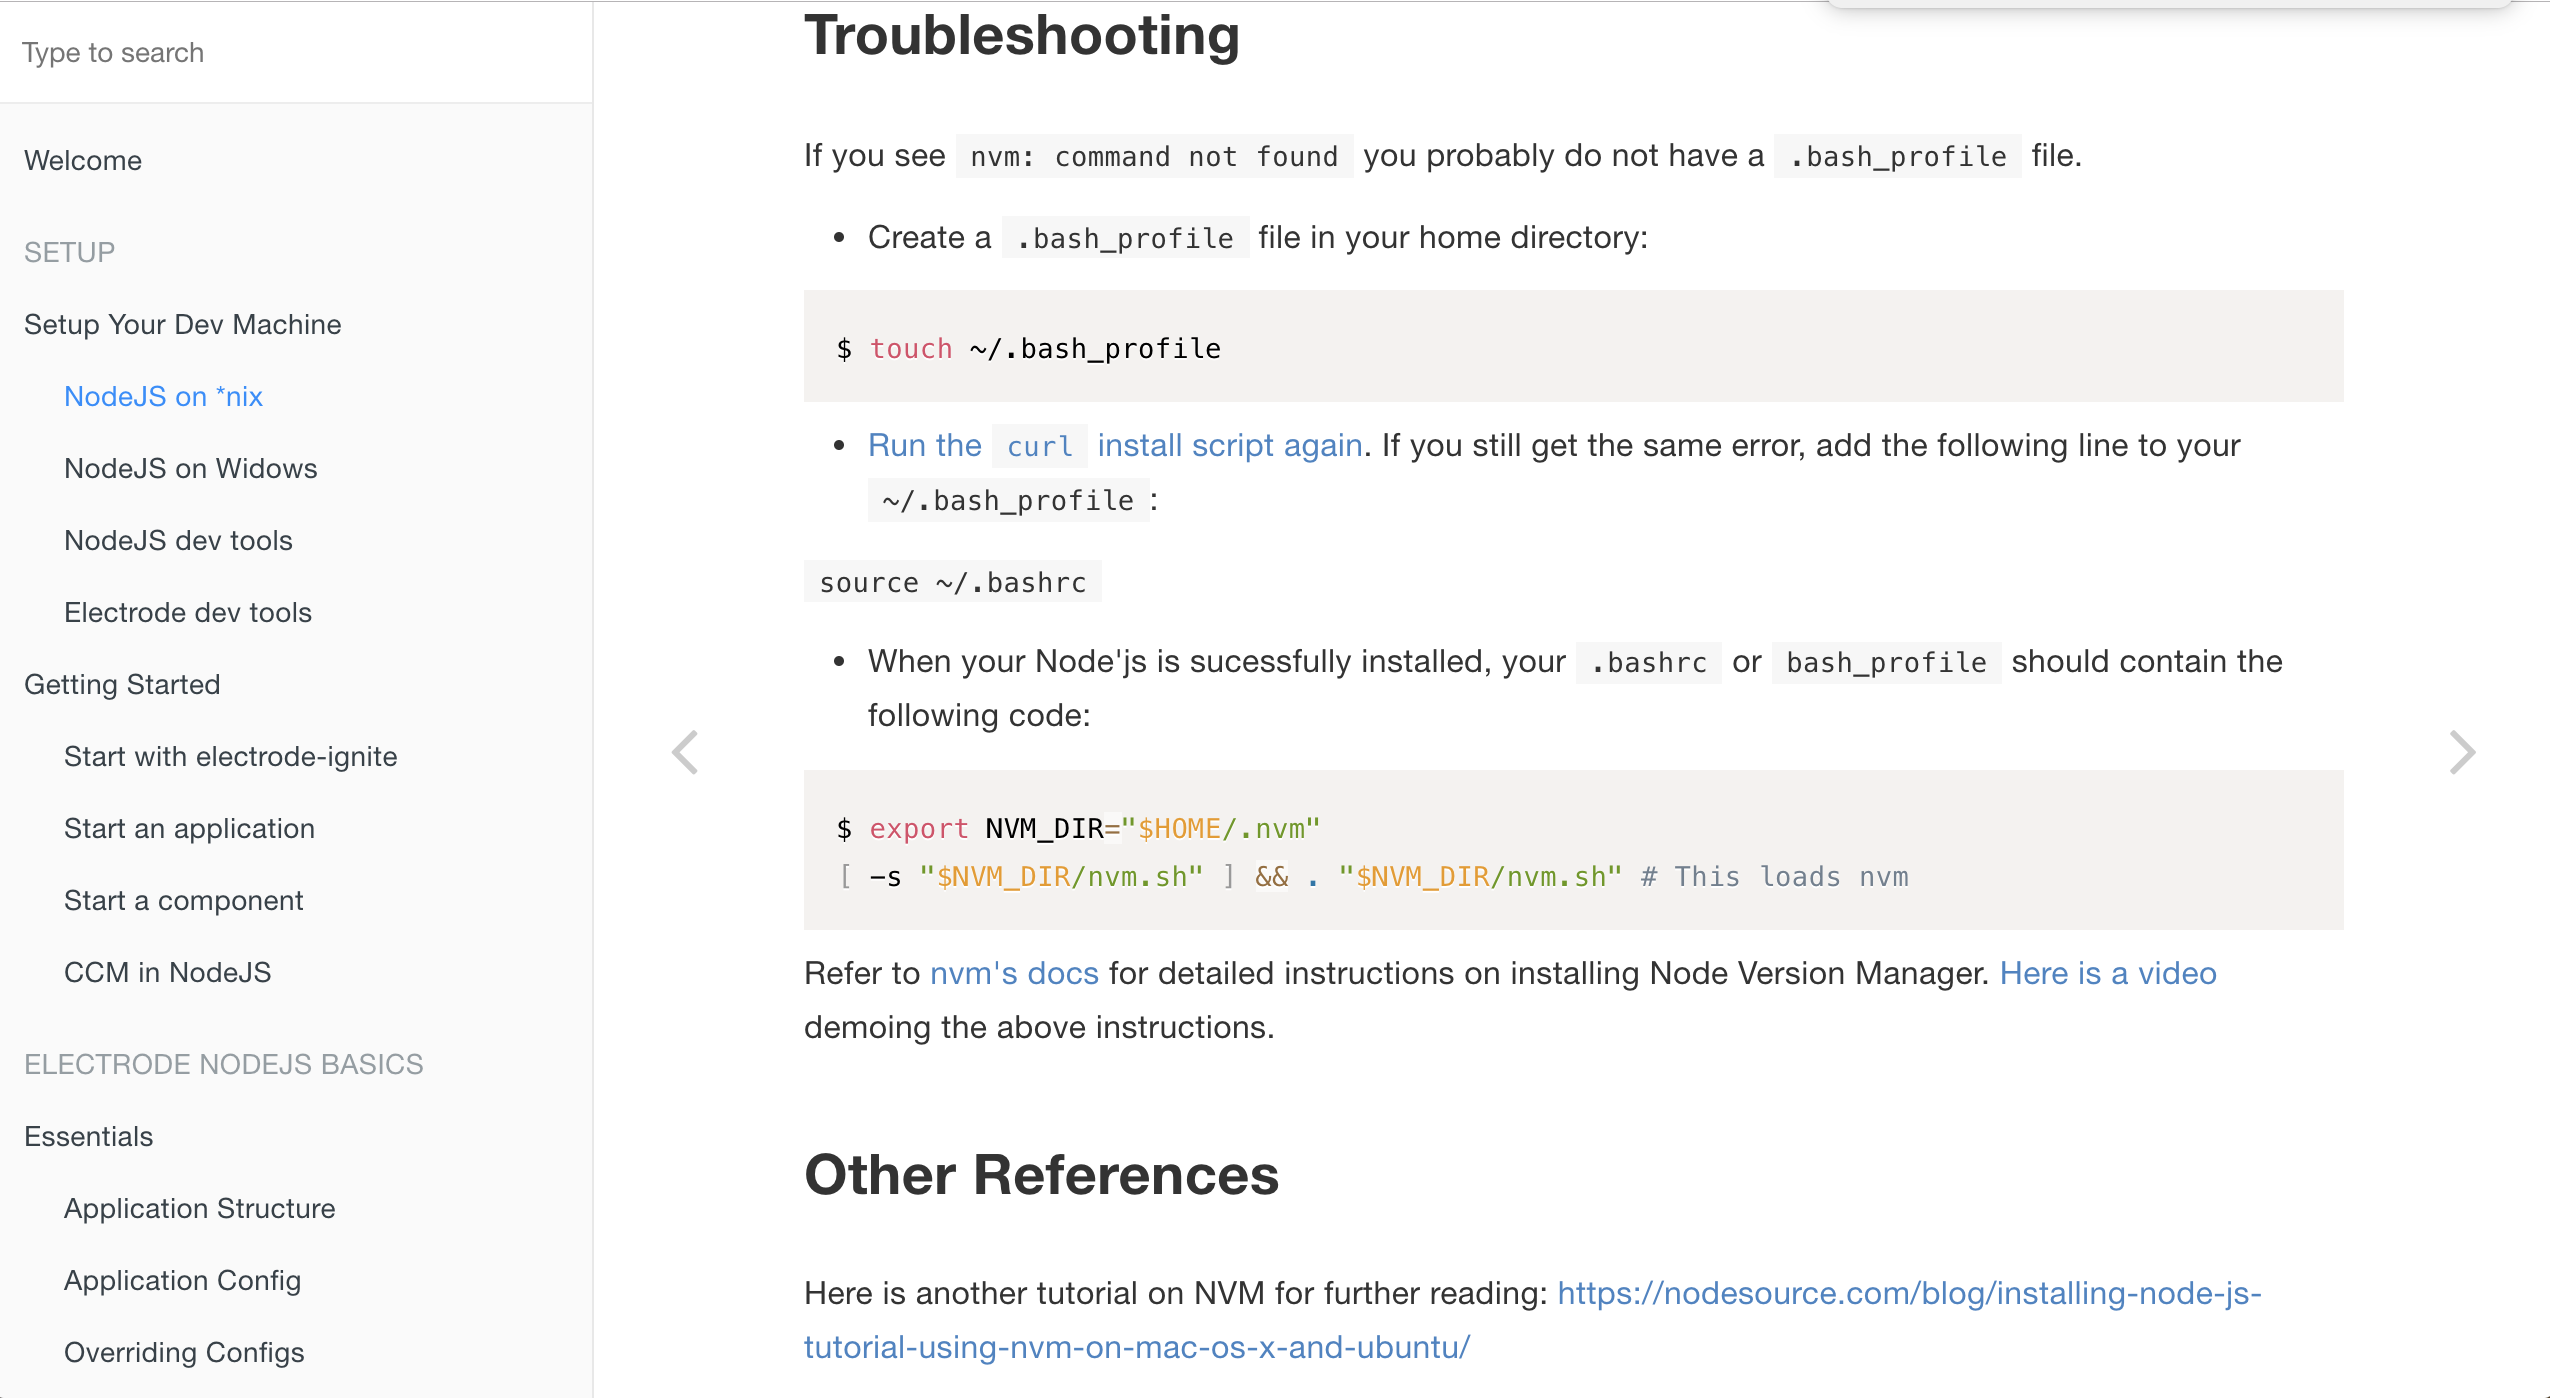 Type to search
Welcome
SETUP
Setup Your Dev Machine
NodeJS on *nix
NodeJS on Widows
NodeJS dev tools
Electrode dev tools
Getting Started
Start with electrode-ignite
Start an application
Start a component
CCM in NodeJS
ELECTRODE NODEJS BASICS
Essentials
Application Structure
Application Config
Overriding Configs
Troubleshooting
If you see nvm: command not found you probably do not have a .bash_profile file.
• Create a .bash_profile file in your home directory:
$ touch ~/.bash_profile
• Run the curl install script again. If you still get the same error, add the following line to your
~/.bash_profile :
source ~/.bashrc
• When your Node'js is sucessfully installed, your .bashrc or bash_profile should contain the
following code:
$ export NVM_DIR="$HOME/.nvm"
[ -s "$NVM_DIR/nvm.sh" ] && . "$NVM_DIR/nvm.sh" # This loads nvm
Refer to nvm's docs for detailed instructions on installing Node Version Manager. Here is a video
demoing the above instructions.
Other References
Here is another tutorial on NVM for further reading: https://nodesource.com/blog/installing-node-js-
tutorial-using-nvm-on-mac-os-x-and-ubuntu/